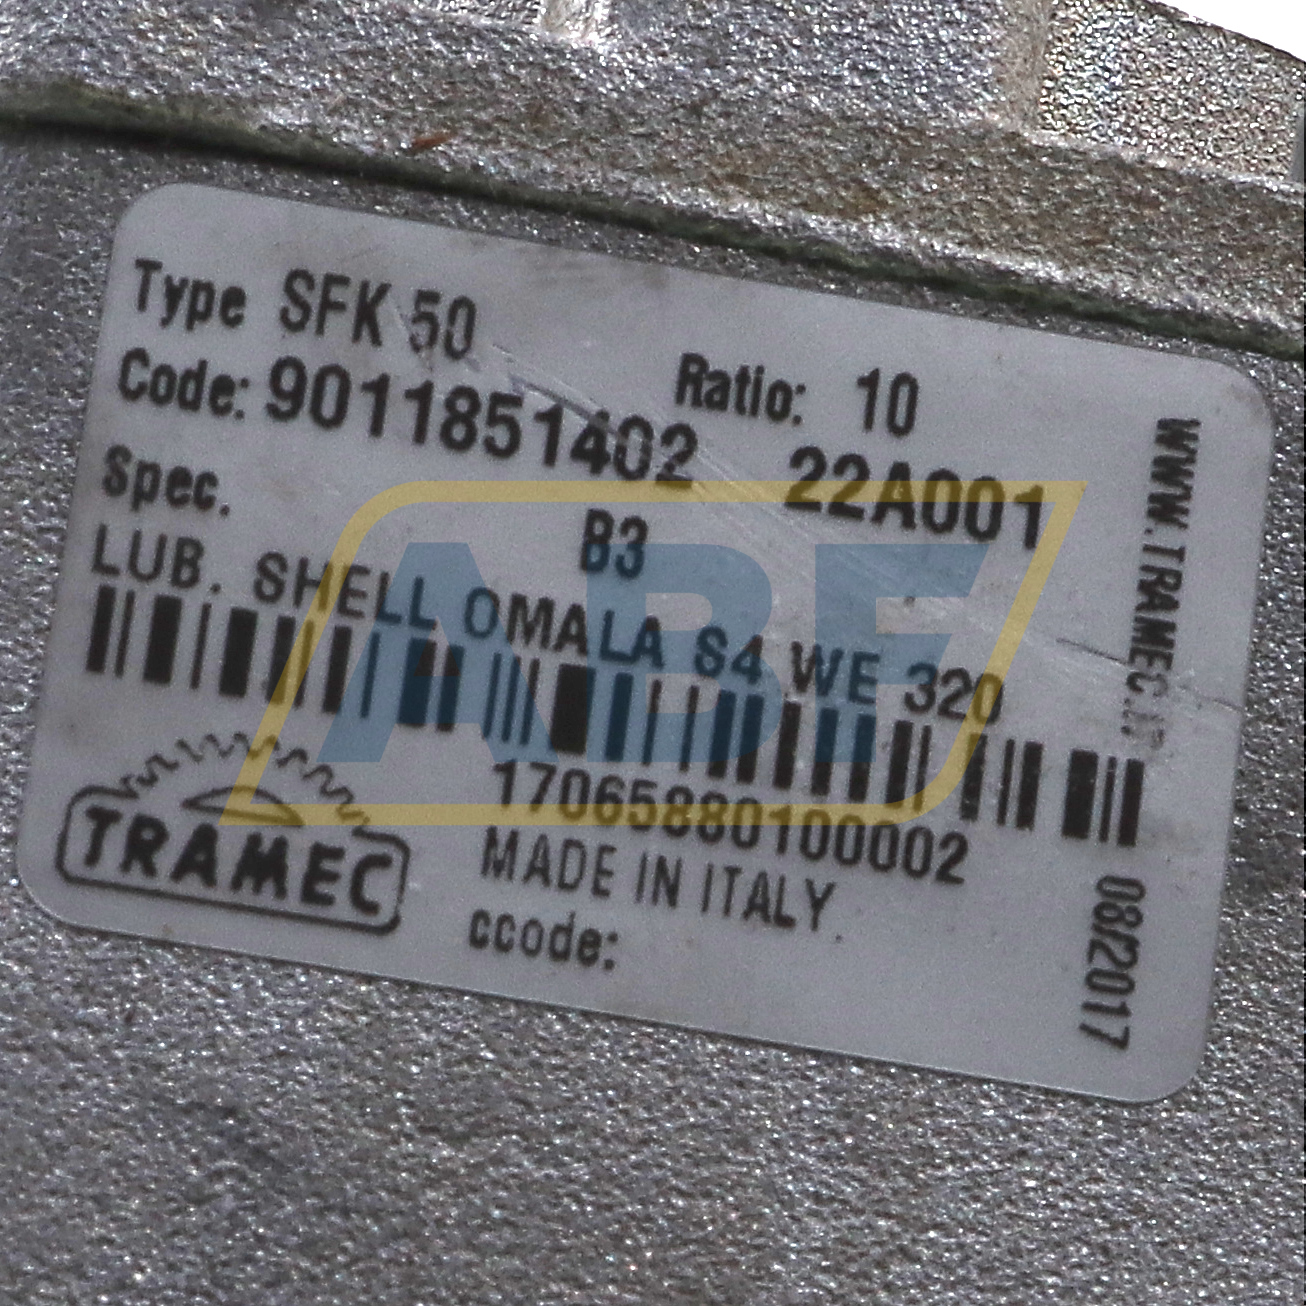 Type SFK 50
Ratio: 10
Code: 9011851402 22A001
Spec. B3
LUB. SHELL OMALA S4 WE 320
17065880100002
MADE IN ITALY.
ccode:
TRAMEC
WWW.TRAMEC.IT
08/2017
ABF